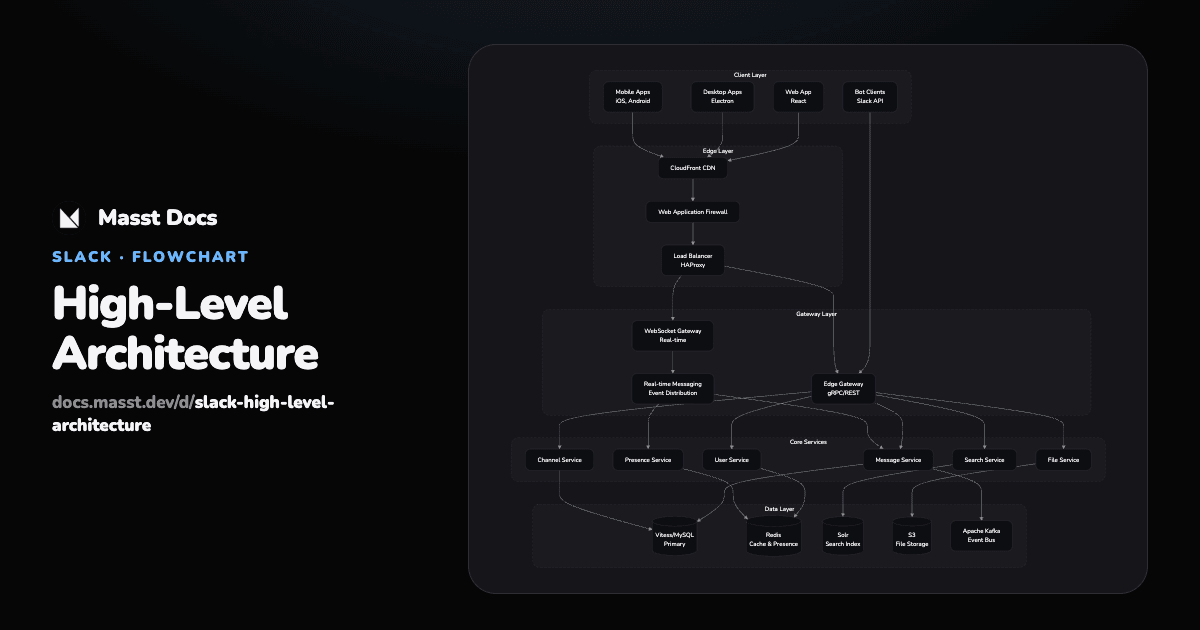 Masst Docs
SLACK · FLOWCHART
High-Level
Architecture
docs.masst.dev/d/slack-high-level-
architecture
Client Layer
Mobile Apps
iOS, Android
Desktop Apps
Electron
Web App
React
Bot Clients
Slack API
Edge Layer
CloudFront CDN
Web Application Firewall
Load Balancer
HAProxy
Gateway Layer
WebSocket Gateway
Real-time
Real-time Messaging
Event Distribution
Edge Gateway
gRPC/REST
Core Services
Channel Service
Presence Service
User Service
Message Service
Search Service
File Service
Data Layer
Vitess/MySQL
Primary
Redis
Cache & Presence
Solr
Search Index
S3
File Storage
Apache Kafka
Event Bus